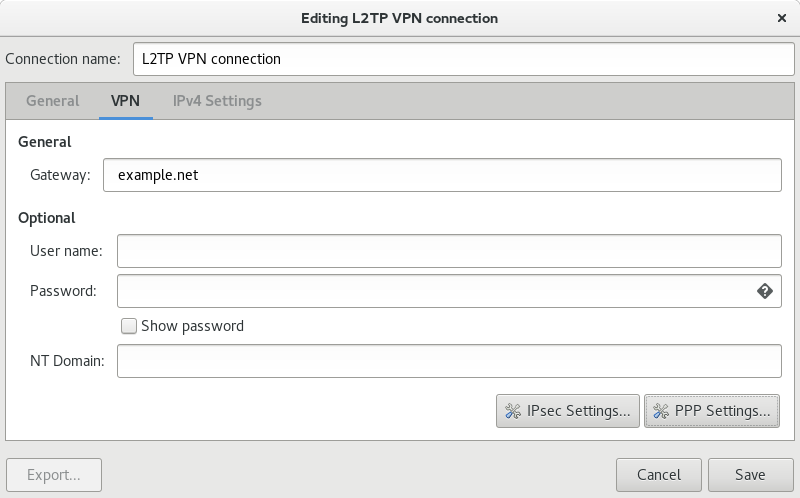 Editing L2TP VPN connection
Connection name: L2TP VPN connection
General VPN IPv4 Settings
General
Gateway: example.net
Optional
User name:
Password:
Show password
NT Domain:
IPsec Settings... PPP Settings...
Export... Cancel Save